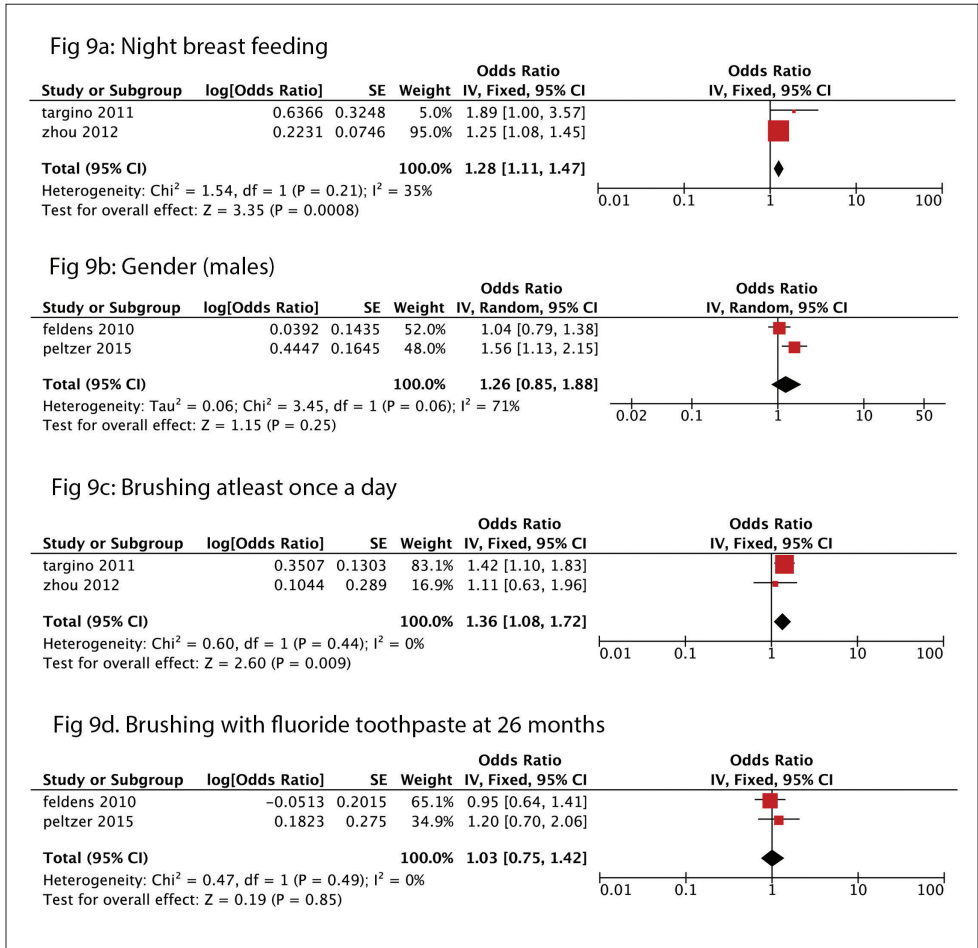 Fig 9a: Night breast feeding
Odds Ratio Odds Ratio
Study or Subgroup log[Odds Ratio] SE Weight IV, Fixed, 95% CI IV, Fixed, 95% CI
targino 2011 0.6366 0.3248 5.0% 1.89 [1.00, 3.57]
zhou 2012 0.2231 0.0746 95.0% 1.25 [1.08, 1.45]
Total (95% CI) 100.0% 1.28 [1.11, 1.47]
Heterogeneity: Chi² = 1.54, df = 1 (P = 0.21); I² = 35%
Test for overall effect: Z = 3.35 (P = 0.0008)
0.01 0.1 1 10 100
Fig 9b: Gender (males)
Odds Ratio Odds Ratio
Study or Subgroup log[Odds Ratio] SE Weight IV, Random, 95% CI IV, Random, 95% CI
feldens 2010 0.0392 0.1435 52.0% 1.04 [0.79, 1.38]
peltzer 2015 0.4447 0.1645 48.0% 1.56 [1.13, 2.15]
Total (95% CI) 100.0% 1.26 [0.85, 1.88]
Heterogeneity: Tau² = 0.06; Chi² = 3.45, df = 1 (P = 0.06); I² = 71%
Test for overall effect: Z = 1.15 (P = 0.25)
0.02 0.1 1 10 50
Fig 9c: Brushing atleast once a day
Odds Ratio Odds Ratio
Study or Subgroup log[Odds Ratio] SE Weight IV, Fixed, 95% CI IV, Fixed, 95% CI
targino 2011 0.3507 0.1303 83.1% 1.42 [1.10, 1.83]
zhou 2012 0.1044 0.289 16.9% 1.11 [0.63, 1.96]
Total (95% CI) 100.0% 1.36 [1.08, 1.72]
Heterogeneity: Chi² = 0.60, df = 1 (P = 0.44); I² = 0%
Test for overall effect: Z = 2.60 (P = 0.009)
0.01 0.1 1 10 100
Fig 9d. Brushing with fluoride toothpaste at 26 months
Odds Ratio Odds Ratio
Study or Subgroup log[Odds Ratio] SE Weight IV, Fixed, 95% CI IV, Fixed, 95% CI
feldens 2010 −0.0513 0.2015 65.1% 0.95 [0.64, 1.41]
peltzer 2015 0.1823 0.275 34.9% 1.20 [0.70, 2.06]
Total (95% CI) 100.0% 1.03 [0.75, 1.42]
Heterogeneity: Chi² = 0.47, df = 1 (P = 0.49); I² = 0%
Test for overall effect: Z = 0.19 (P = 0.85)
0.01 0.1 1 10 100